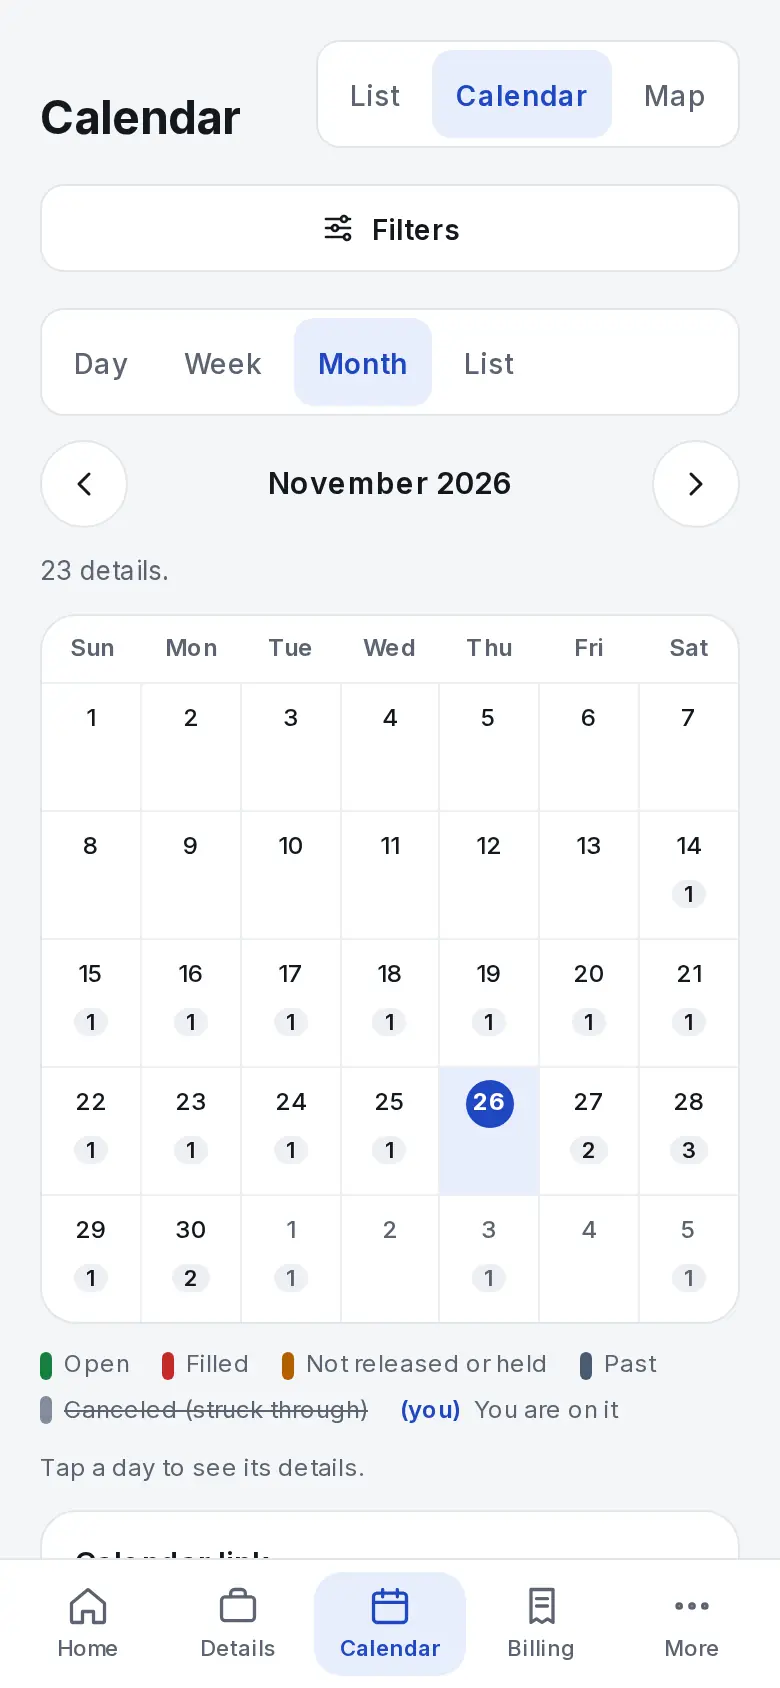 Calendar
List Calendar Map
Filters
Day Week Month List
November 2026
23 details.
Sun Mon Tue Wed Thu Fri Sat
1 2 3 4 5 6 7
8 9 10 11 12 13 14
1
15 16 17 18 19 20 21
1 1 1 1 1 1 1
22 23 24 25 26 27 28
1 1 1 1 2 3
29 30 1 2 3 4 5
1 2 1 1 1
Open Filled Not released or held Past
Canceled (struck through) (you) You are on it
Tap a day to see its details.
Calendar link
Home Details Calendar Billing More